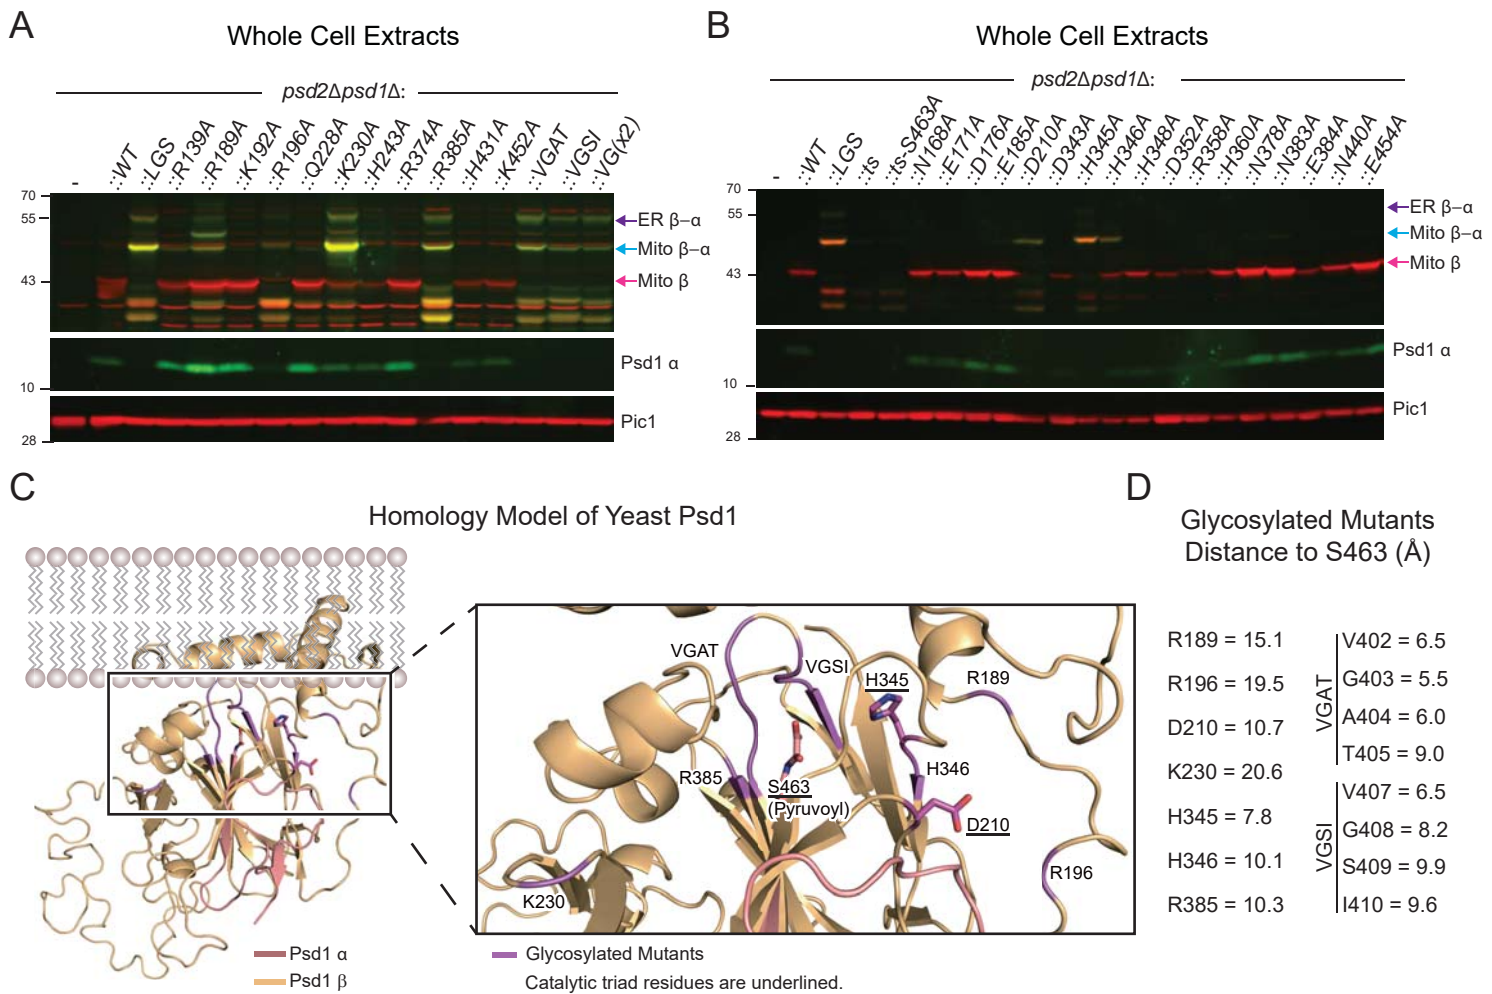 A
Whole Cell Extracts
psd2Δpsd1Δ:
- ::WT ::LGS ::R139A ::R189A ::K192A ::R196A ::Q228A ::K230A ::H243A ::R374A ::R385A ::H431A ::K452A ::VGAT ::VGSI ::VG(x2)
70
55
43
ER β–α
Mito β–α
Mito β
Psd1 α
10
Pic1
28
B
Whole Cell Extracts
psd2Δpsd1Δ:
- ::WT ::LGS ::ts ::ts-S463A ::N168A ::E171A ::D176A ::E185A ::D210A ::D343A ::H345A ::H346A ::H348A ::D352A ::R358A ::H360A ::N378A ::N383A ::E384A ::N440A ::E454A
70
55
43
ER β–α
Mito β–α
Mito β
Psd1 α
10
Pic1
28
C
Homology Model of Yeast Psd1
VGAT
VGSI
H345
R189
R385
S463
(Pyruvoyl)
H346
D210
K230
R196
Psd1 α
Psd1 β
Glycosylated Mutants
Catalytic triad residues are underlined.
D
Glycosylated Mutants
Distance to S463 (Å)
R189 = 15.1
R196 = 19.5
D210 = 10.7
K230 = 20.6
H345 = 7.8
H346 = 10.1
R385 = 10.3
VGAT
V402 = 6.5
G403 = 5.5
A404 = 6.0
T405 = 9.0
VGSI
V407 = 6.5
G408 = 8.2
S409 = 9.9
I410 = 9.6